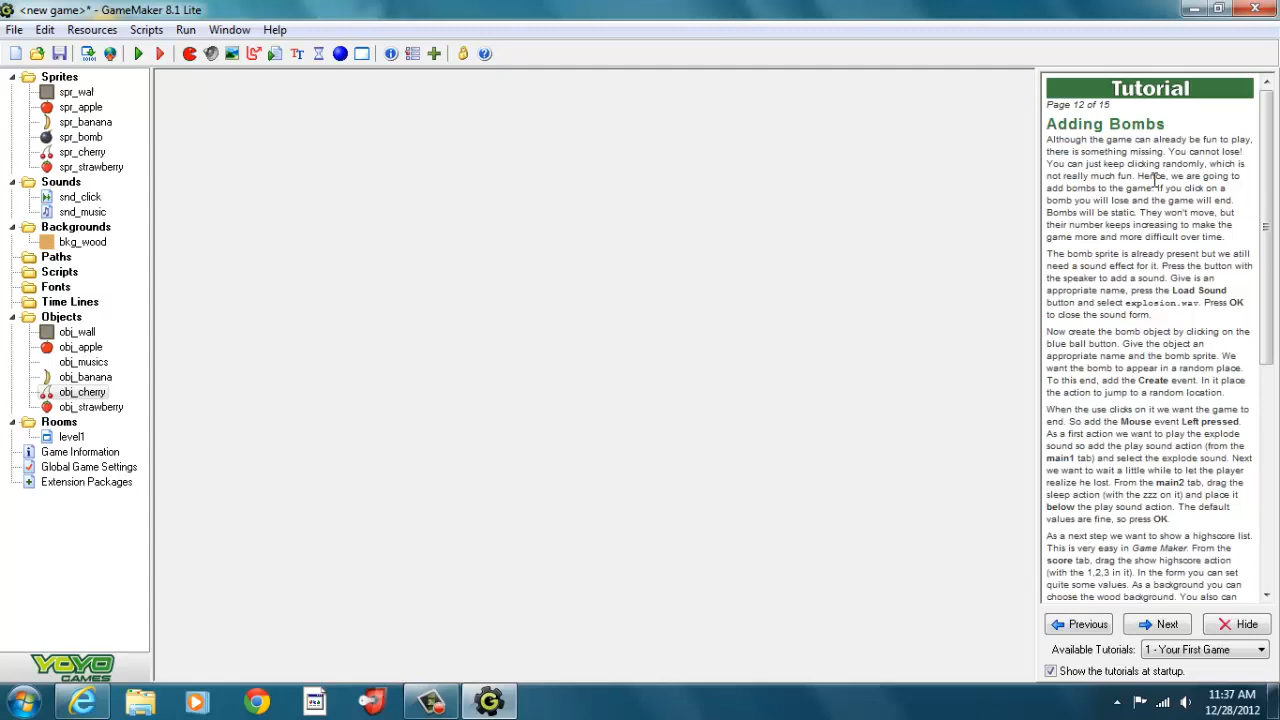 <new game>* - GameMaker 8.1 Lite
File Edit Resources Scripts Run Window Help
Sprites
spr_wal
spr_apple
spr_banana
spr_bomb
spr_cherry
spr_strawberry
Sounds
snd_click
snd_music
Backgrounds
bkg_wood
Paths
Scripts
Fonts
Time Lines
Objects
obj_wall
obj_apple
obj_musics
obj_banana
obj_cherry
obj_strawberry
Rooms
level1
Game Information
Global Game Settings
Extension Packages
YOYO
GAMES
Tutorial
Page 12 of 15
Adding Bombs
Although the game can already be fun to play,
there is something missing. You cannot lose!
You can just keep clicking randomly, which is
not really much fun. Hence, we are going to
add bombs to the game. If you click on a
bomb you will lose and the game will end.
Bombs will be static. They won't move, but
their number keeps increasing to make the
game more and more difficult over time.
The bomb sprite is already present but we atill
need a sound effect for it. Press the button with
the speaker to add a sound. Give is an
appropriate name, press the Load Sound
button and select explosion.wav. Press OK
to close the sound form.
Now create the bomb object by clicking on the
blue ball button. Give the object an
appropriate name and the bomb sprite. We
want the bomb to appear in a random place.
To this end, add the Create event. In it place
the action to jump to a random location.
When the use clicks on it we want the game to
end. So add the Mouse event Left pressed.
As a first action we want to play the explode
sound so add the play sound action (from the
main1 tab) and select the explode sound. Next
we want to wait a little while to let the player
realize he lost. From the main2 tab, drag the
sleep action (with the zzz on it) and place it
below the play sound action. The default
values are fine, so press OK.
As a next step we want to show a highscore list.
This is very easy in Game Maker. From the
score tab, drag the show highscore action
(with the 1,2,3 in it). In the form you can set
quite some values. As a background you can
choose the wood background. You also can
Previous Next Hide
Available Tutorials: 1 - Your First Game
Show the tutorials at startup.
11:37 AM
12/28/2012